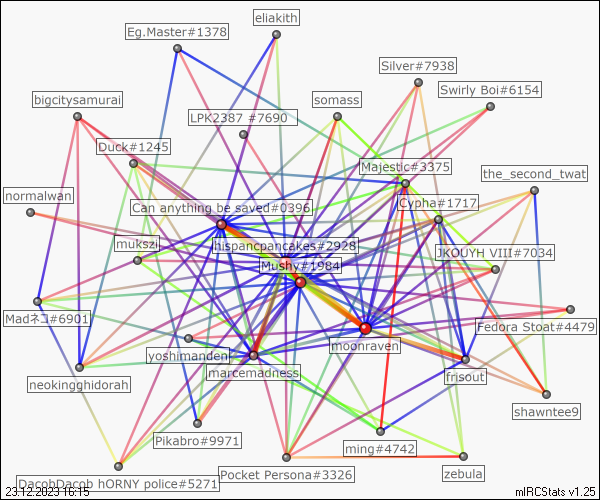 eliakith
Eg.Master#1378
Silver#7938
Swirly Boi#6154
bigcitysamurai
somass
LPK2387 #7690
Duck#1245
Majestic#3375
the_second_twat
normalwan
Can anything be saved#0396
Cypha#1717
mukszi
hispancpancakes#2928
JKOUYH VIII#7034
Mushy#1984
Madネコ#6901
Fedora Stoat#4479
yoshimanden
moonraven
marcemadness
frisout
neokingghidorah
shawntee9
Pikabro#9971
ming#4742
DacobDacob hORNY police#5271
Pocket Persona#3326
zebula
23.12.2023 16:15
mIRCStats v1.25